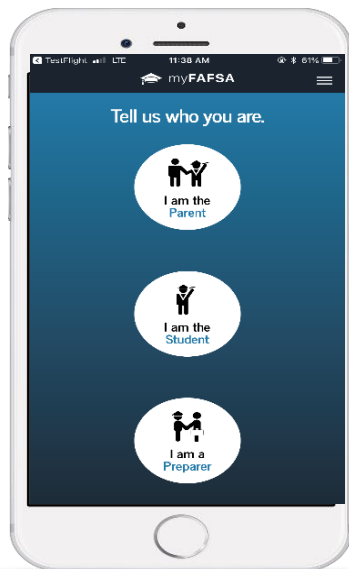 TestFlight LTE 11:38 AM 61%
myFAFSA
Tell us who you are.
I am the
Parent
I am the
Student
I am a
Preparer